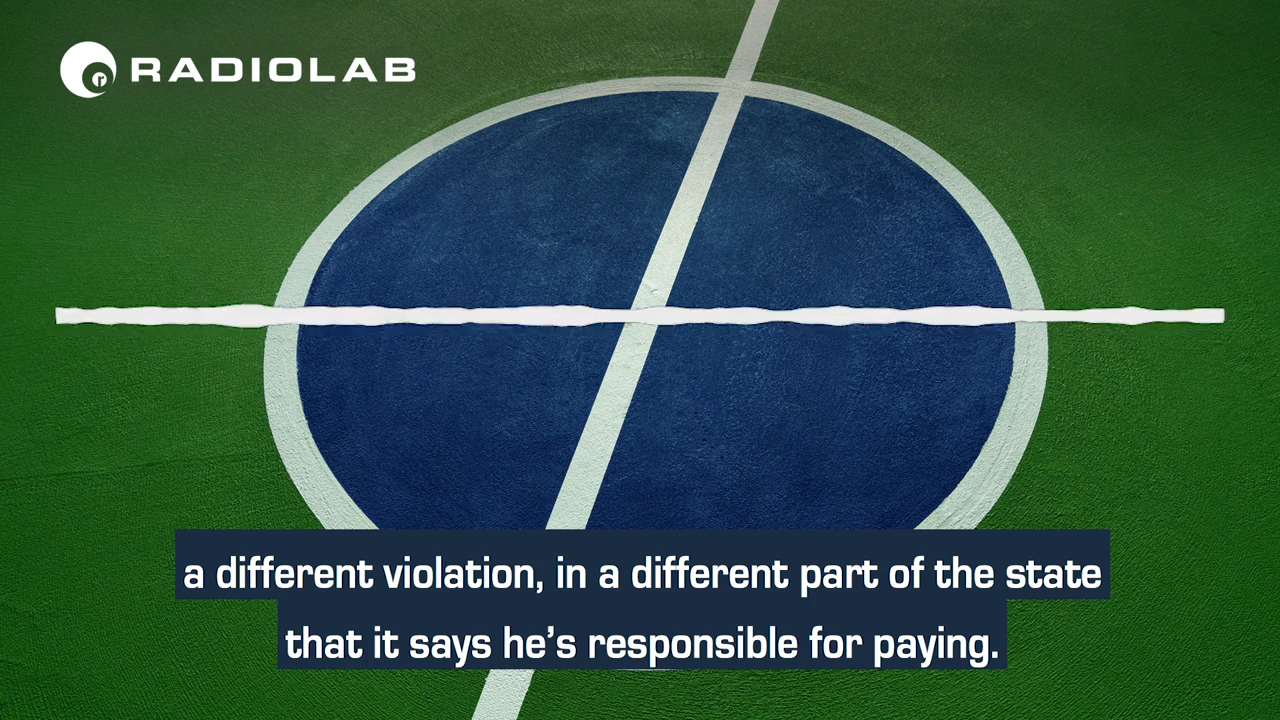 RADIOLAB
a different violation, in a different part of the state
that it says he’s responsible for paying.